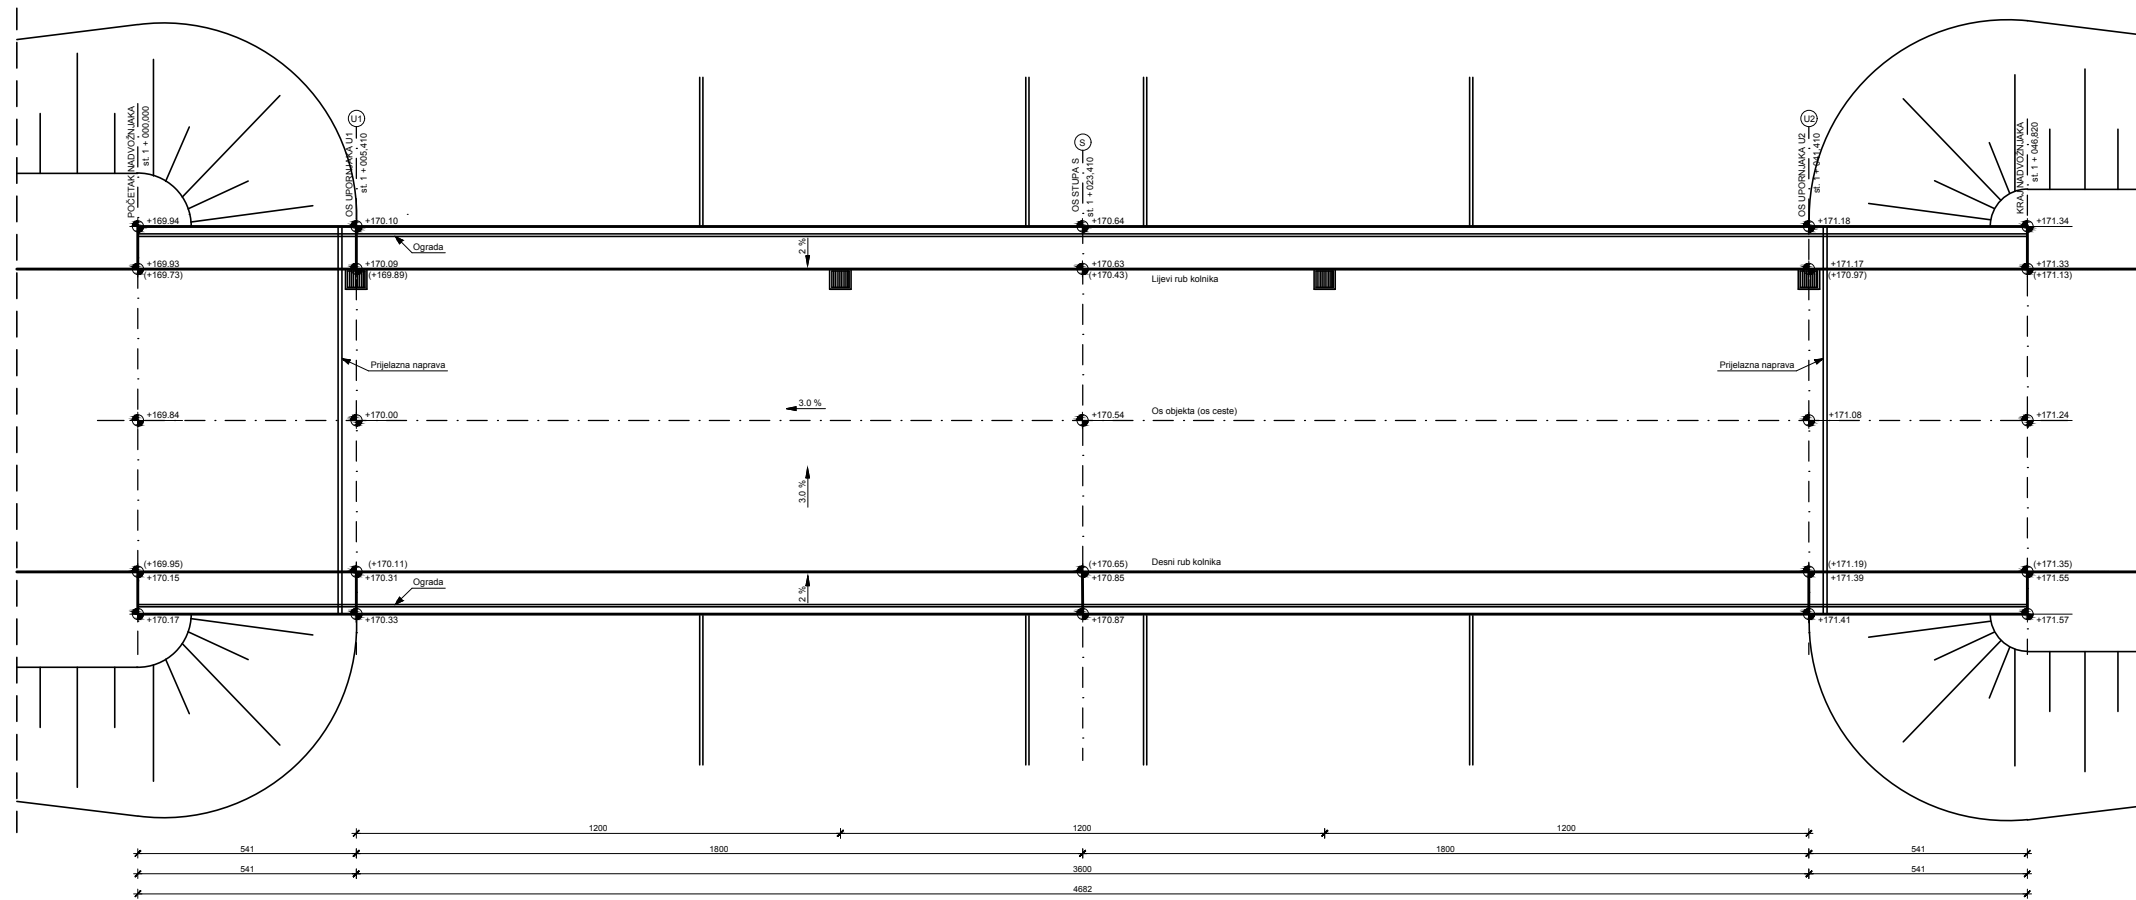 POČETAK NADVOŽNJAKA
st. 1 + 000,000
U1
OS UPORNJAKA U1
st. 1 + 005,410
S
OS STUPA S
st. 1 + 023,410
U2
OS UPORNJAKA U2
st. 1 + 041,410
KRAJ NADVOŽNJAKA
st. 1 + 046,820
+169.94
+170.10
+170.64
+171.18
+171.34
Ograda
2 %
+169.93
+170.09
+170.63
+171.17
+171.33
(+169.73)
(+169.89)
(+170.43)
(+170.97)
(+171.13)
Lijevi rub kolnika
Prijelazna naprava
Prijelazna naprava
3.0 %
+169.84
+170.00
+170.54
Os objekta (os ceste)
+171.08
+171.24
3.0 %
(+169.95)
(+170.11)
(+170.65)
Desni rub kolnika
(+171.19)
(+171.35)
+170.15
+170.31
+170.85
+171.39
+171.55
Ograda
2 %
+170.17
+170.33
+170.87
+171.41
+171.57
1200
1200
1200
541
1800
1800
541
541
3600
541
4682